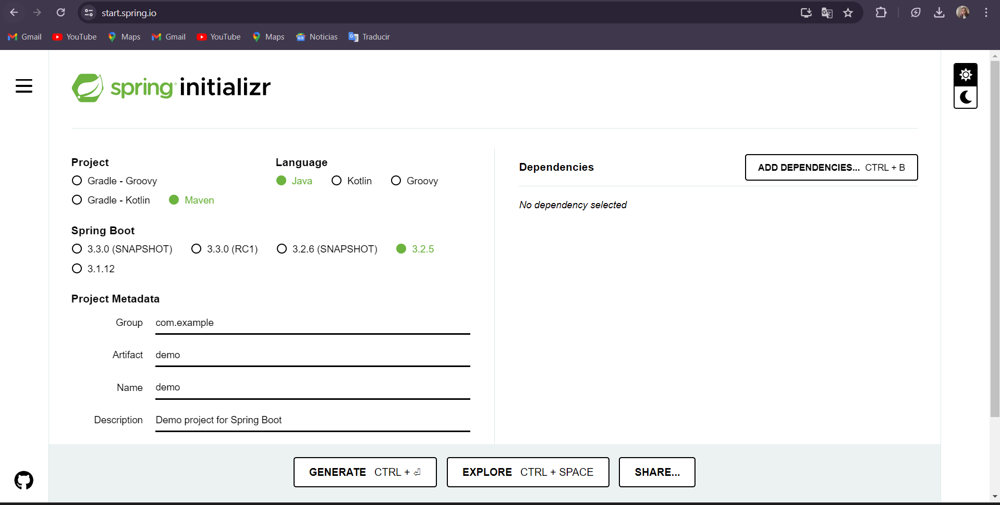 start.spring.io
Gmail YouTube Maps Gmail YouTube Maps Noticias Traducir
spring initializr
Project
Gradle - Groovy
Gradle - Kotlin Maven
Language
Java Kotlin Groovy
Spring Boot
3.3.0 (SNAPSHOT) 3.3.0 (RC1) 3.2.6 (SNAPSHOT) 3.2.5
3.1.12
Project Metadata
Group com.example
Artifact demo
Name demo
Description Demo project for Spring Boot
Dependencies
ADD DEPENDENCIES... CTRL + B
No dependency selected
GENERATE CTRL + ⏎
EXPLORE CTRL + SPACE
SHARE...